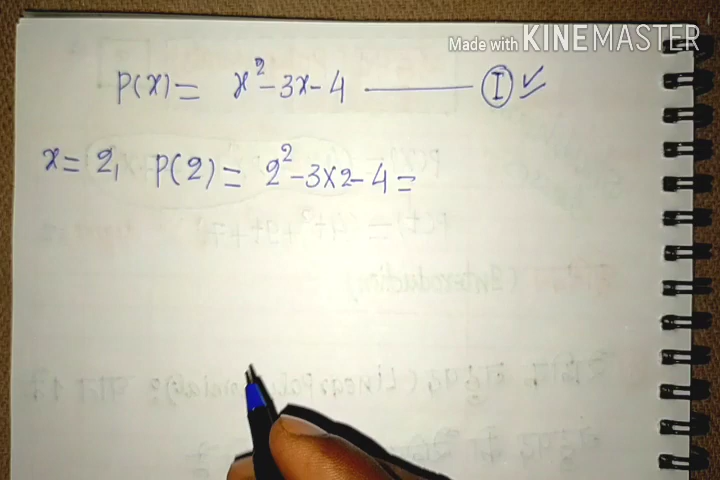 Made with KINEMASTER
P(x) = x² - 3x - 4 ——— Ⓘ ✓
x = 2, P(2) = 2² - 3×2 - 4 =